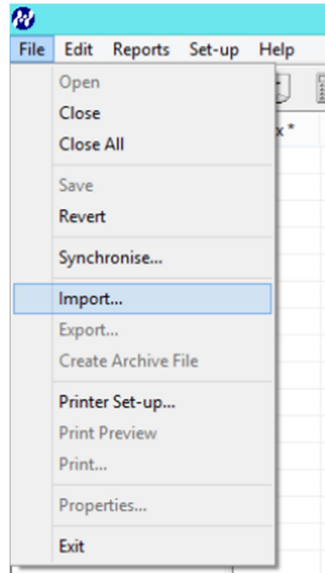 File Edit Reports Set-up Help
Open
x *
Close
Close All
Save
Revert
Synchronise...
Import...
Export...
Create Archive File
Printer Set-up...
Print Preview
Print...
Properties...
Exit